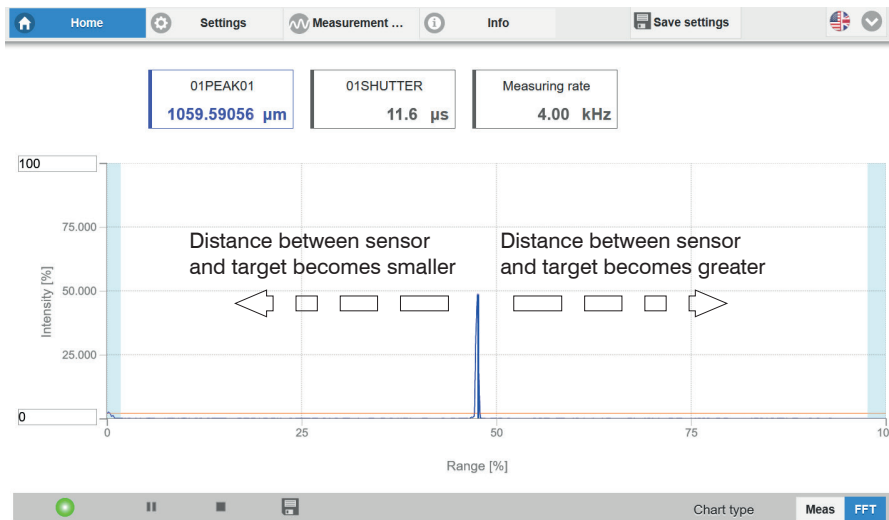 Home Settings Measurement ... Info Save settings
01PEAK01 01SHUTTER Measuring rate
1059.59056 µm 11.6 µs 4.00 kHz
100
75.000
Distance between sensor Distance between sensor
and target becomes smaller and target becomes greater
Intensity [%]
50.000
25.000
0
0 25 50 75 10
Range [%]
Chart type Meas FFT